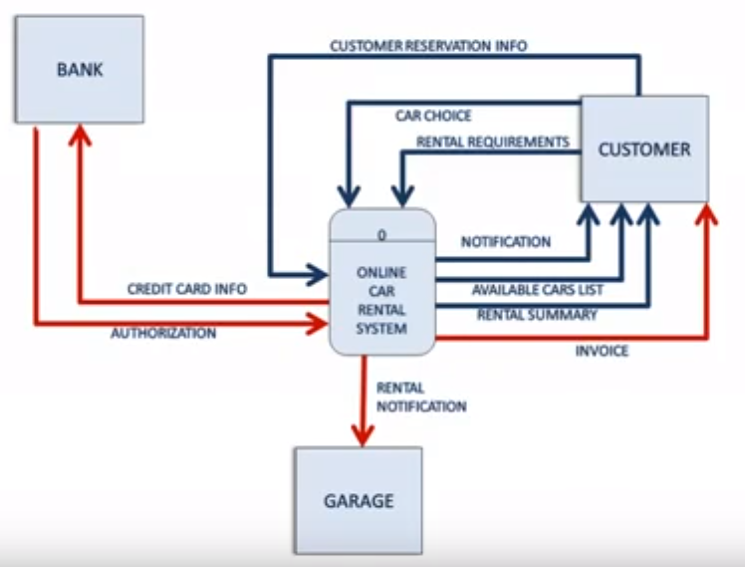 CUSTOMER RESERVATION INFO
BANK
CAR CHOICE
RENTAL REQUIREMENTS
CUSTOMER
0
ONLINE
CAR
RENTAL
SYSTEM
NOTIFICATION
CREDIT CARD INFO
AVAILABLE CARS LIST
RENTAL SUMMARY
AUTHORIZATION
INVOICE
RENTAL
NOTIFICATION
GARAGE